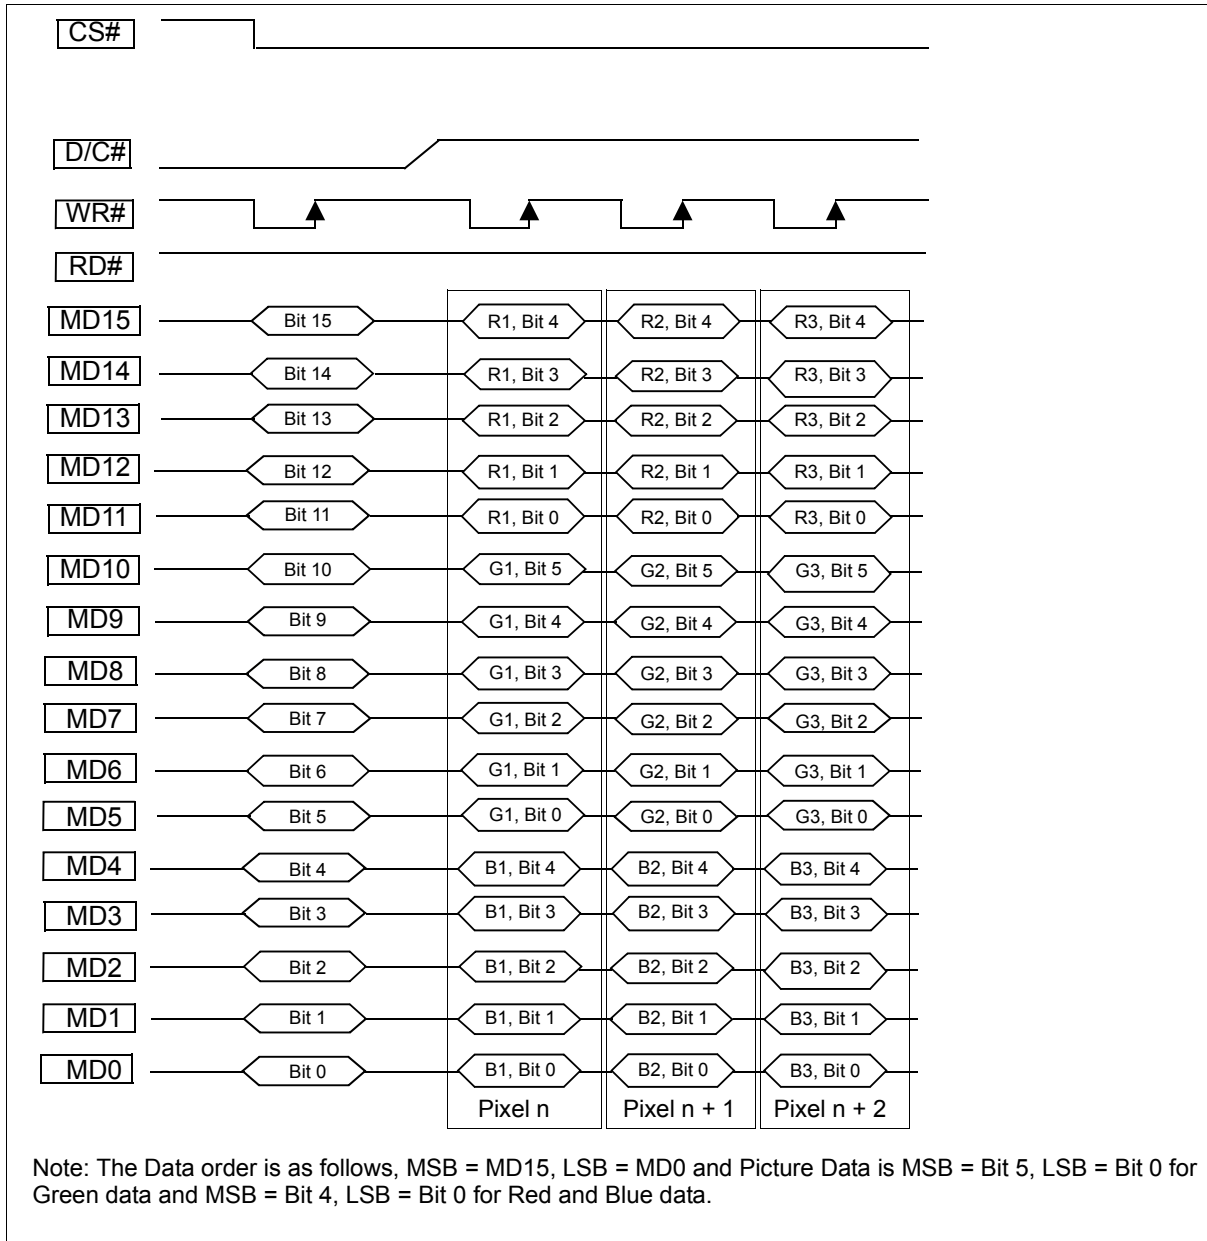 CS#
D/C#
WR#
RD#
MD15 Bit 15 R1, Bit 4 R2, Bit 4 R3, Bit 4
MD14 Bit 14 R1, Bit 3 R2, Bit 3 R3, Bit 3
MD13 Bit 13 R1, Bit 2 R2, Bit 2 R3, Bit 2
MD12 Bit 12 R1, Bit 1 R2, Bit 1 R3, Bit 1
MD11 Bit 11 R1, Bit 0 R2, Bit 0 R3, Bit 0
MD10 Bit 10 G1, Bit 5 G2, Bit 5 G3, Bit 5
MD9 Bit 9 G1, Bit 4 G2, Bit 4 G3, Bit 4
MD8 Bit 8 G1, Bit 3 G2, Bit 3 G3, Bit 3
MD7 Bit 7 G1, Bit 2 G2, Bit 2 G3, Bit 2
MD6 Bit 6 G1, Bit 1 G2, Bit 1 G3, Bit 1
MD5 Bit 5 G1, Bit 0 G2, Bit 0 G3, Bit 0
MD4 Bit 4 B1, Bit 4 B2, Bit 4 B3, Bit 4
MD3 Bit 3 B1, Bit 3 B2, Bit 3 B3, Bit 3
MD2 Bit 2 B1, Bit 2 B2, Bit 2 B3, Bit 2
MD1 Bit 1 B1, Bit 1 B2, Bit 1 B3, Bit 1
MD0 Bit 0 B1, Bit 0 B2, Bit 0 B3, Bit 0
Pixel n Pixel n + 1 Pixel n + 2
Note: The Data order is as follows, MSB = MD15, LSB = MD0 and Picture Data is MSB = Bit 5, LSB = Bit 0 for
Green data and MSB = Bit 4, LSB = Bit 0 for Red and Blue data.